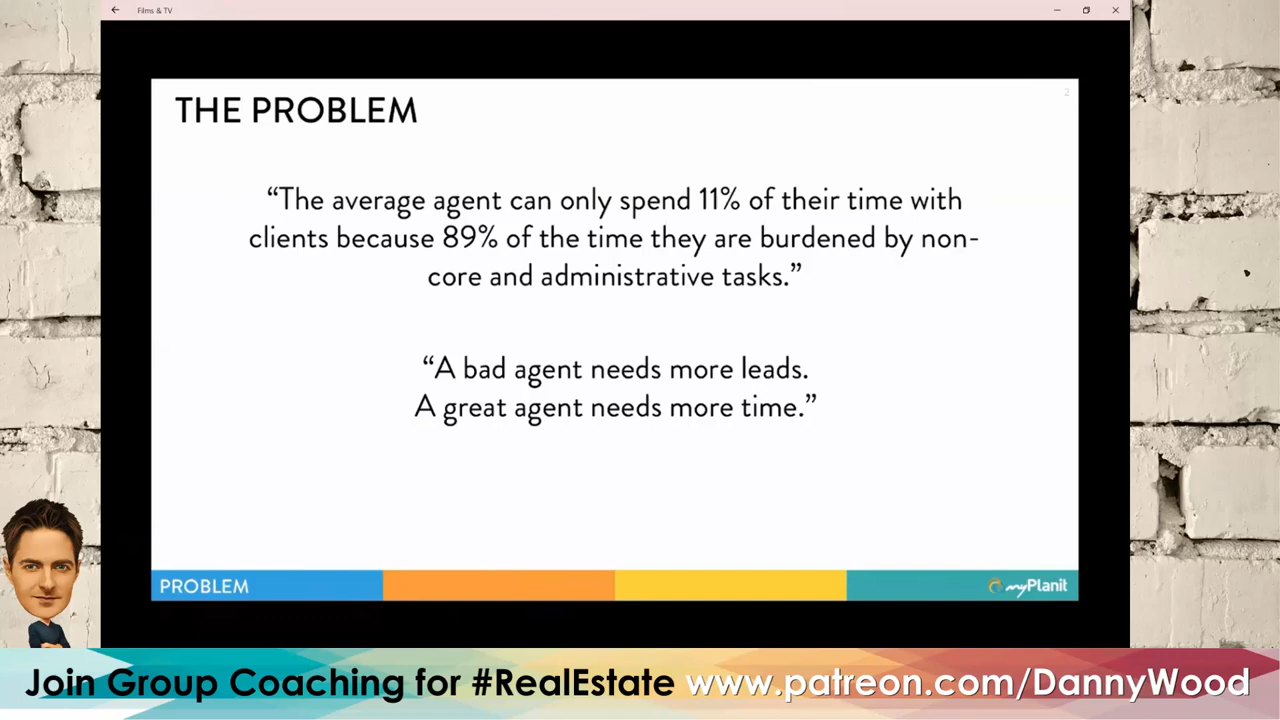 Films & TV
2
THE PROBLEM
“The average agent can only spend 11% of their time with
clients because 89% of the time they are burdened by non-
core and administrative tasks.”
“A bad agent needs more leads.
A great agent needs more time.”
PROBLEM
myPlanit
Join Group Coaching for #RealEstate www.patreon.com/DannyWood